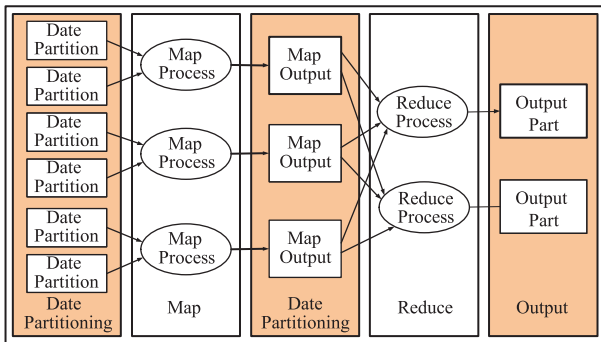 Date
Partition
Date
Partition
Date
Partition
Date
Partition
Date
Partition
Date
Partition
Date
Partitioning
Map
Process
Map
Process
Map
Process
Map
Map
Output
Map
Output
Map
Output
Date
Partitioning
Reduce
Process
Reduce
Process
Reduce
Output
Part
Output
Part
Output